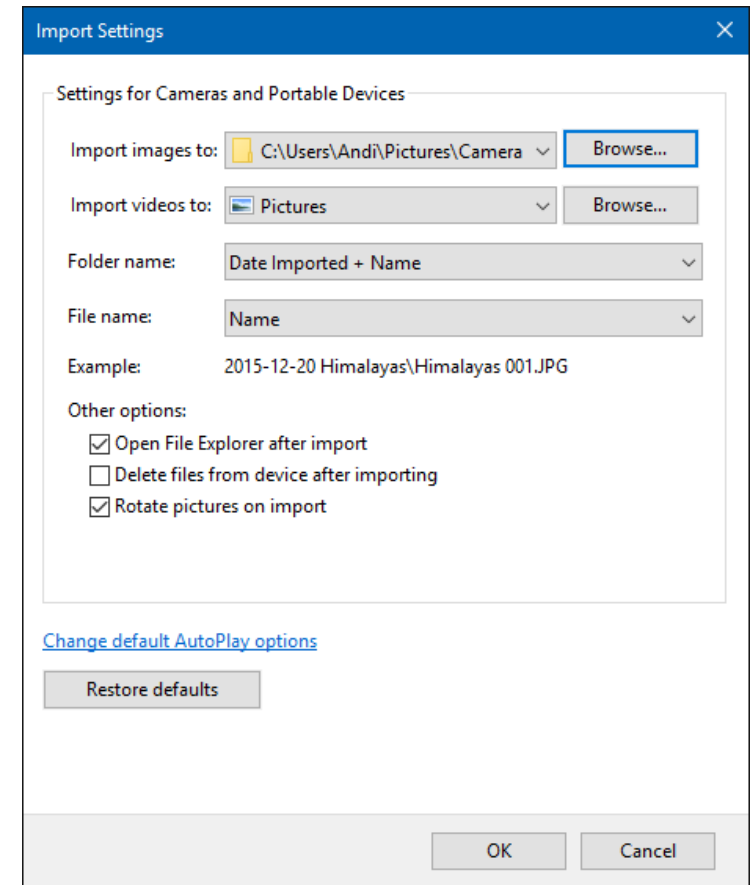 Import Settings
Settings for Cameras and Portable Devices
Import images to: C:\Users\Andi\Pictures\Camera Browse...
Import videos to: Pictures Browse...
Folder name: Date Imported + Name
File name: Name
Example: 2015-12-20 Himalayas\Himalayas 001.JPG
Other options:
Open File Explorer after import
Delete files from device after importing
Rotate pictures on import
Change default AutoPlay options
Restore defaults
OK Cancel